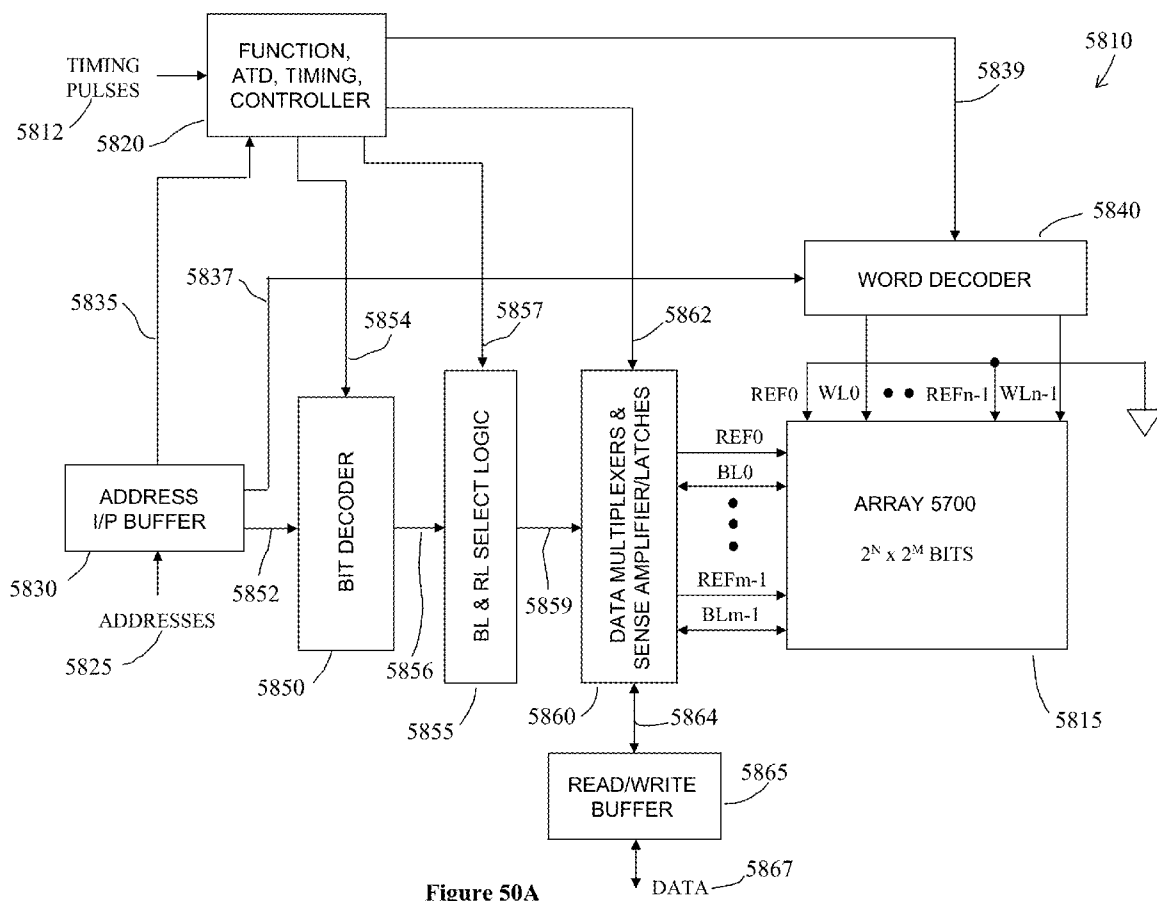 FUNCTION,
ATD, TIMING,
CONTROLLER
TIMING
PULSES
5812
5820
5810
5839
5840
WORD DECODER
5837
5835
5854
5857
5862
REF0
WL0
REFn-1
WLn-1
ADDRESS
I/P BUFFER
5830
ADDRESSES
5825
5852
BIT DECODER
5850
5856
BL & RL SELECT LOGIC
5855
5859
DATA MULTIPLEXERS &
SENSE AMPLIFIER/LATCHES
5860
REF0
BL0
REFm-1
BLm-1
ARRAY 5700
2^N x 2^M BITS
5815
5864
READ/WRITE
BUFFER
5865
DATA
5867
Figure 50A